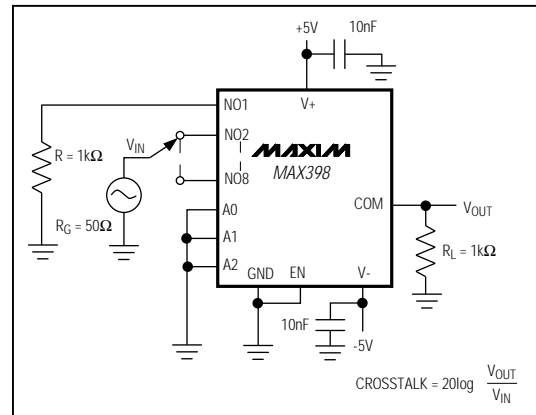 +5V
10nF
V+
NO1
NO2
NO8
MAXIM
MAX398
VIN
R = 1kΩ
RG = 50Ω
A0
A1
A2
COM
VOUT
RL = 1kΩ
GND
EN
V-
10nF
-5V
CROSSTALK = 20log VOUT
VIN